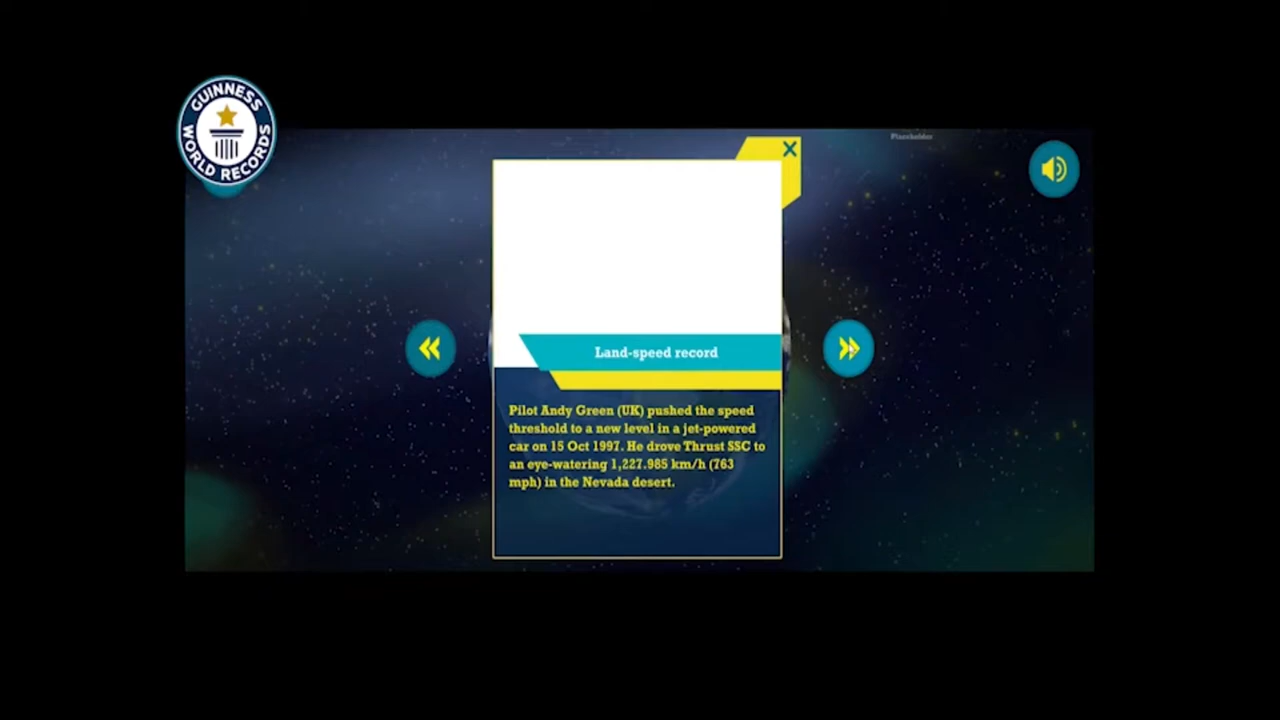 GUINNESS
WORLD RECORDS
Placeholder
Land-speed record
Pilot Andy Green (UK) pushed the speed
threshold to a new level in a jet-powered
car on 15 Oct 1997. He drove Thrust SSC to
an eye-watering 1,227.985 km/h (763
mph) in the Nevada desert.